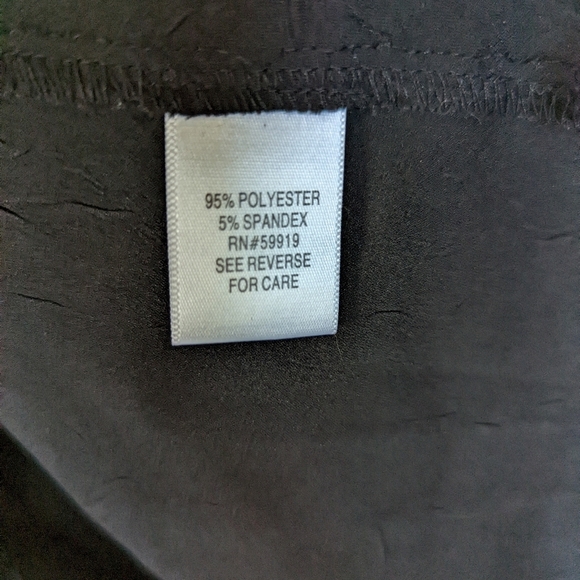 95% POLYESTER
5% SPANDEX
RN#59919
SEE REVERSE
FOR CARE